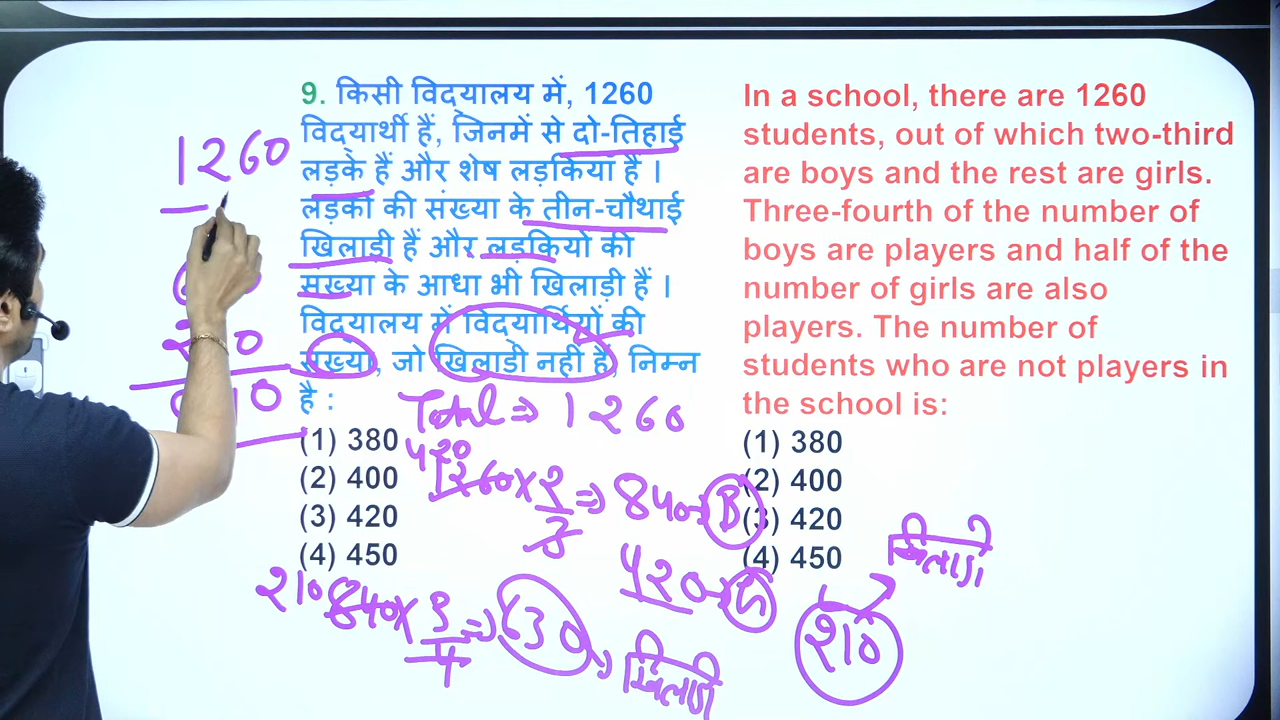 9. किसी विद्यालय में, 1260
विद्यार्थी हैं, जिनमें से दो-तिहाई
लड़के हैं और शेष लड़किया हैं ।
लड़कों की संख्या के तीन-चौथाई
खिलाड़ी हैं और लड़कियों की
संख्या के आधा भी खिलाड़ी हैं ।
विद्यालय में विद्यार्थियों की
संख्या, जो खिलाड़ी नहीं हैं, निम्न
है :
(1) 380
(2) 400
(3) 420
(4) 450
In a school, there are 1260
students, out of which two-third
are boys and the rest are girls.
Three-fourth of the number of
boys are players and half of the
number of girls are also
players. The number of
students who are not players in
the school is:
(1) 380
(2) 400
(3) 420
(4) 450
1260
Total ⇒ 1260
420
1260 × २/3 ⇒ 840 → B
420 → G
210 840 × 3/4 ⇒ 630 ⇒ खिलाडी
210
खिलाडी